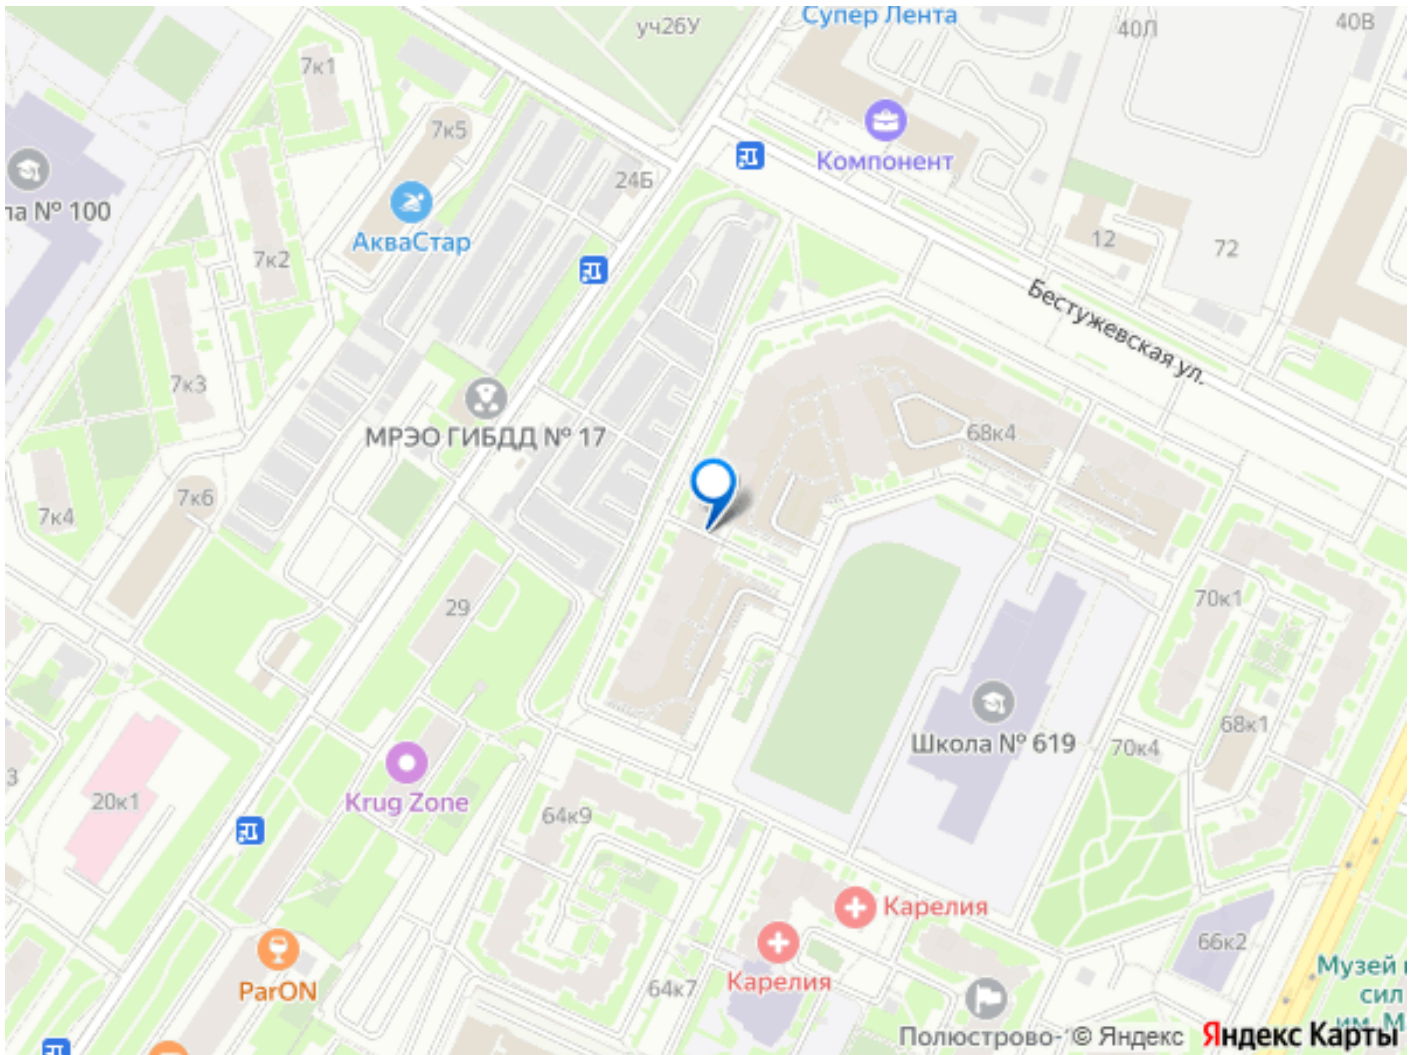 Супер Лента
уч26У
40Л
40В
7к1
7к5
24Б
Компонент
ла № 100
АкваСтар
7к2
12
72
Бестужевская ул.
7к3
МРЭО ГИБДД № 17
68к4
7к6
7к4
29
70к1
68к1
Школа № 619
70к4
3
20к1
Krug Zone
64к9
Карелия
Карелия
66к2
ParON
64к7
Музей
сил
им. М
Полюстрово-
© Яндекс
Яндекс Карты